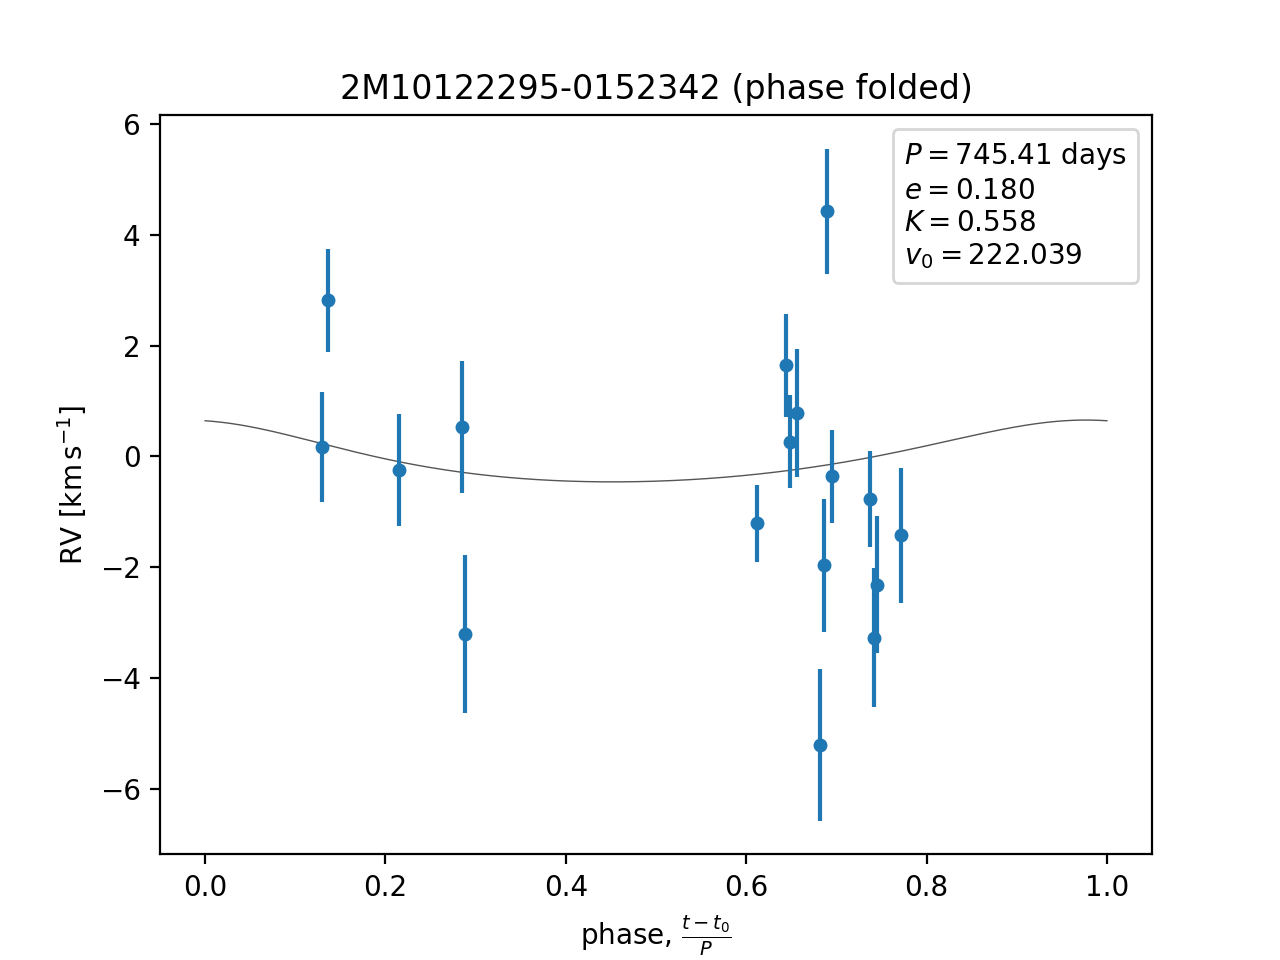 2M10122295-0152342 (phase folded)
P = 745.41 days
e = 0.180
K = 0.558
v₀ = 222.039
RV [km s⁻¹]
6
4
2
0
−2
−4
−6
0.0 0.2 0.4 0.6 0.8 1.0
phase, (t − t₀)/P